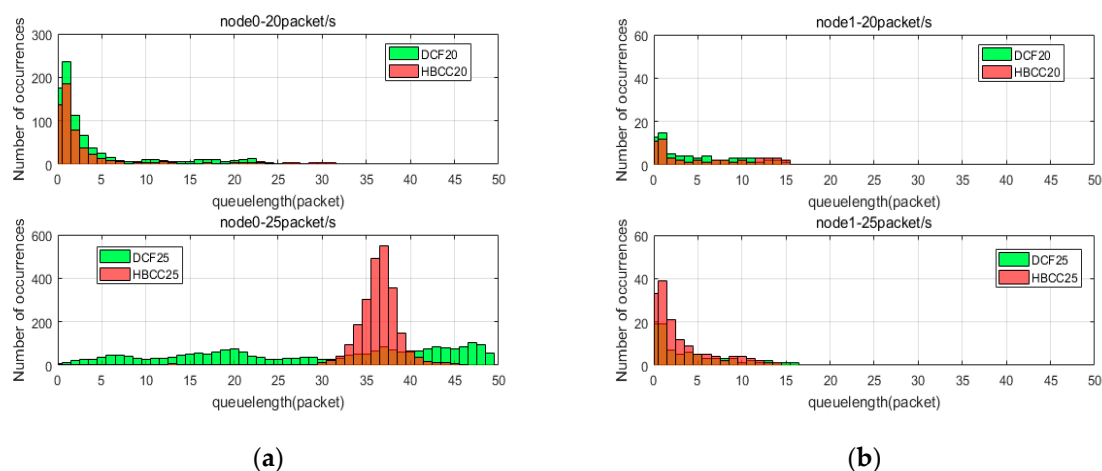 node0-20packet/s
Number of occurrences
300
200
100
0
DCF20
HBCC20
0 5 10 15 20 25 30 35 40 45 50
queuelength(packet)
node0-25packet/s
Number of occurrences
600
400
200
0
DCF25
HBCC25
0 5 10 15 20 25 30 35 40 45 50
queuelength(packet)
(a)
node1-20packet/s
Number of occurrences
60
40
20
0
DCF20
HBCC20
0 5 10 15 20 25 30 35 40 45 50
queuelength(packet)
node1-25packet/s
Number of occurrences
60
40
20
0
DCF25
HBCC25
0 5 10 15 20 25 30 35 40 45 50
queuelength(packet)
(b)